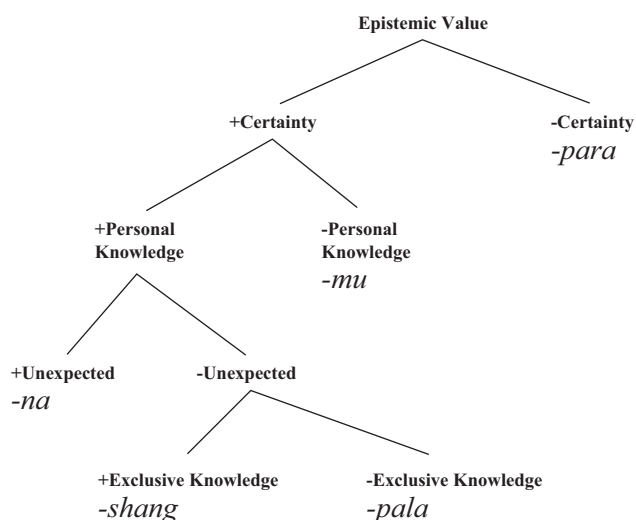 Epistemic Value
+Certainty
-Certainty
-para
+Personal
Knowledge
-Personal
Knowledge
-mu
+Unexpected
-na
-Unexpected
+Exclusive Knowledge
-shang
-Exclusive Knowledge
-pala